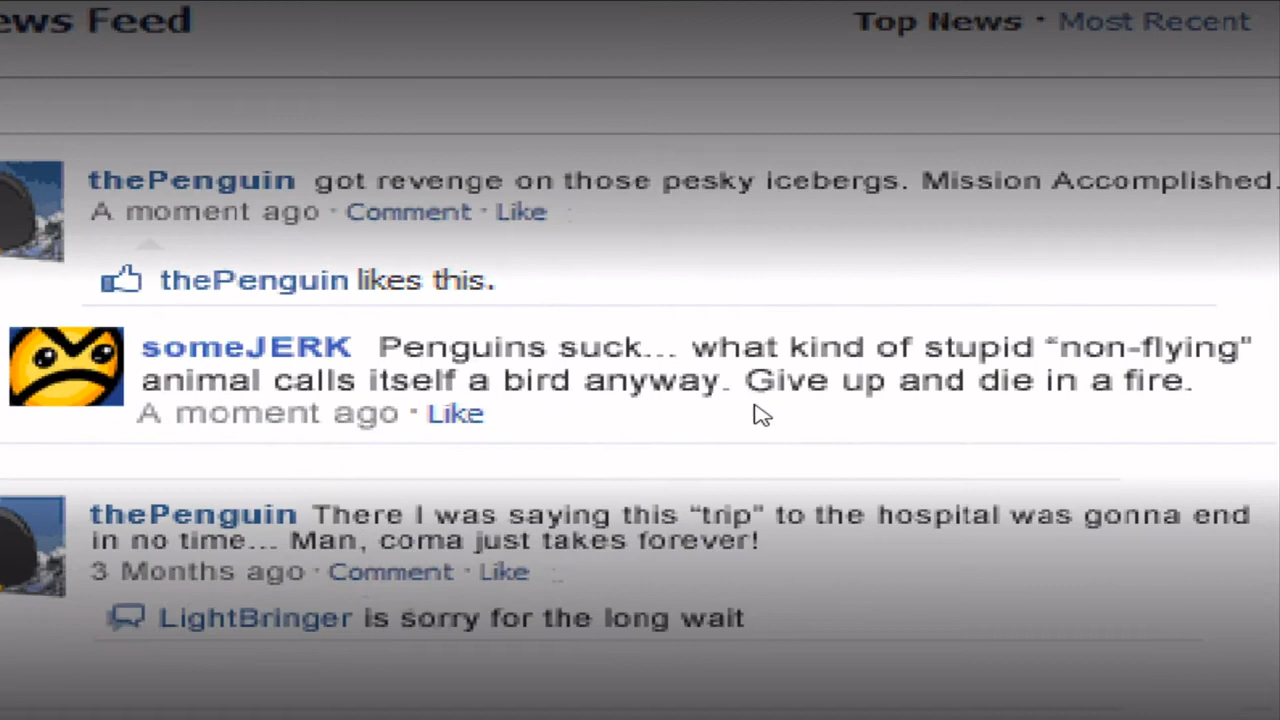 ews Feed
Top News · Most Recent
thePenguin got revenge on those pesky icebergs. Mission Accomplished.
A moment ago · Comment · Like
thePenguin likes this.
someJERK Penguins suck... what kind of stupid “non-flying”
animal calls itself a bird anyway. Give up and die in a fire.
A moment ago · Like
thePenguin There I was saying this “trip” to the hospital was gonna end
in no time... Man, coma just takes forever!
3 Months ago · Comment · Like
LightBringer is sorry for the long wait